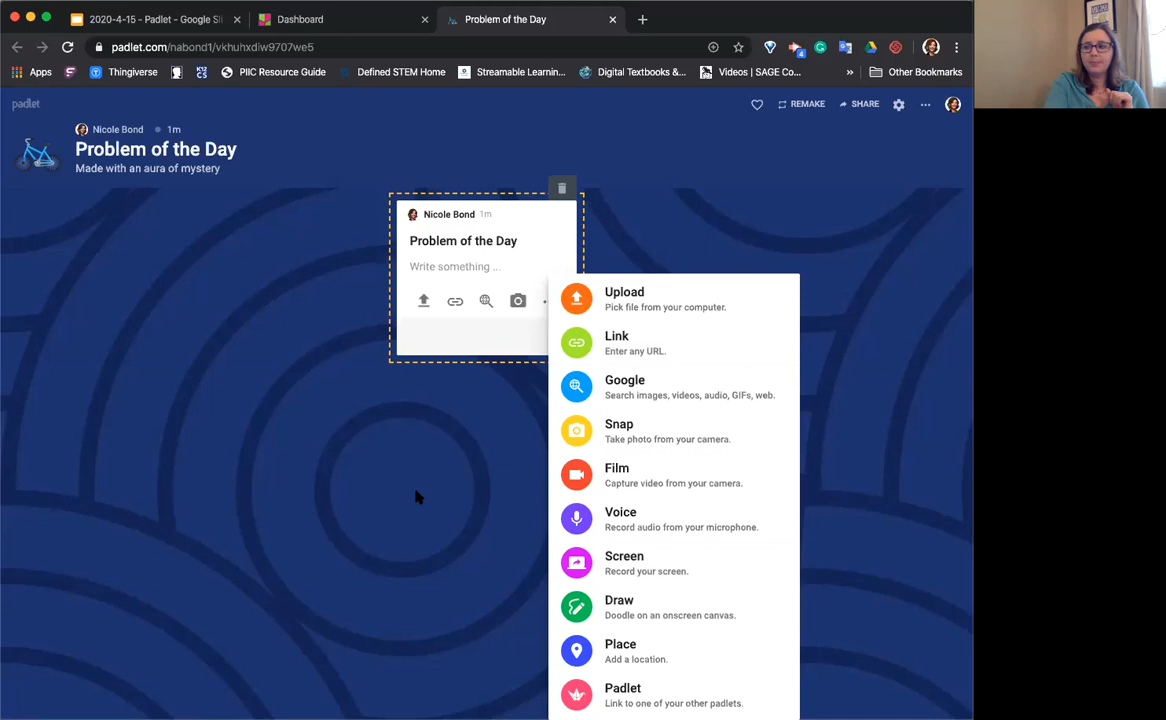 2020-4-15 - Padlet - Google Sli
Dashboard
Problem of the Day
padlet.com/nabond1/vkhuhxdiw9707we5
4
Apps
Thingiverse
PIIC Resource Guide
Defined STEM Home
Streamable Learnin...
Digital Textbooks &...
Videos | SAGE Co...
»
Other Bookmarks
padlet
REMAKE
SHARE
Nicole Bond
1m
Problem of the Day
Made with an aura of mystery
Nicole Bond 1m
Problem of the Day
Write something ...
Upload
Pick file from your computer.
Link
Enter any URL.
Google
Search images, videos, audio, GIFs, web.
Snap
Take photo from your camera.
Film
Capture video from your camera.
Voice
Record audio from your microphone.
Screen
Record your screen.
Draw
Doodle on an onscreen canvas.
Place
Add a location.
Padlet
Link to one of your other padlets.